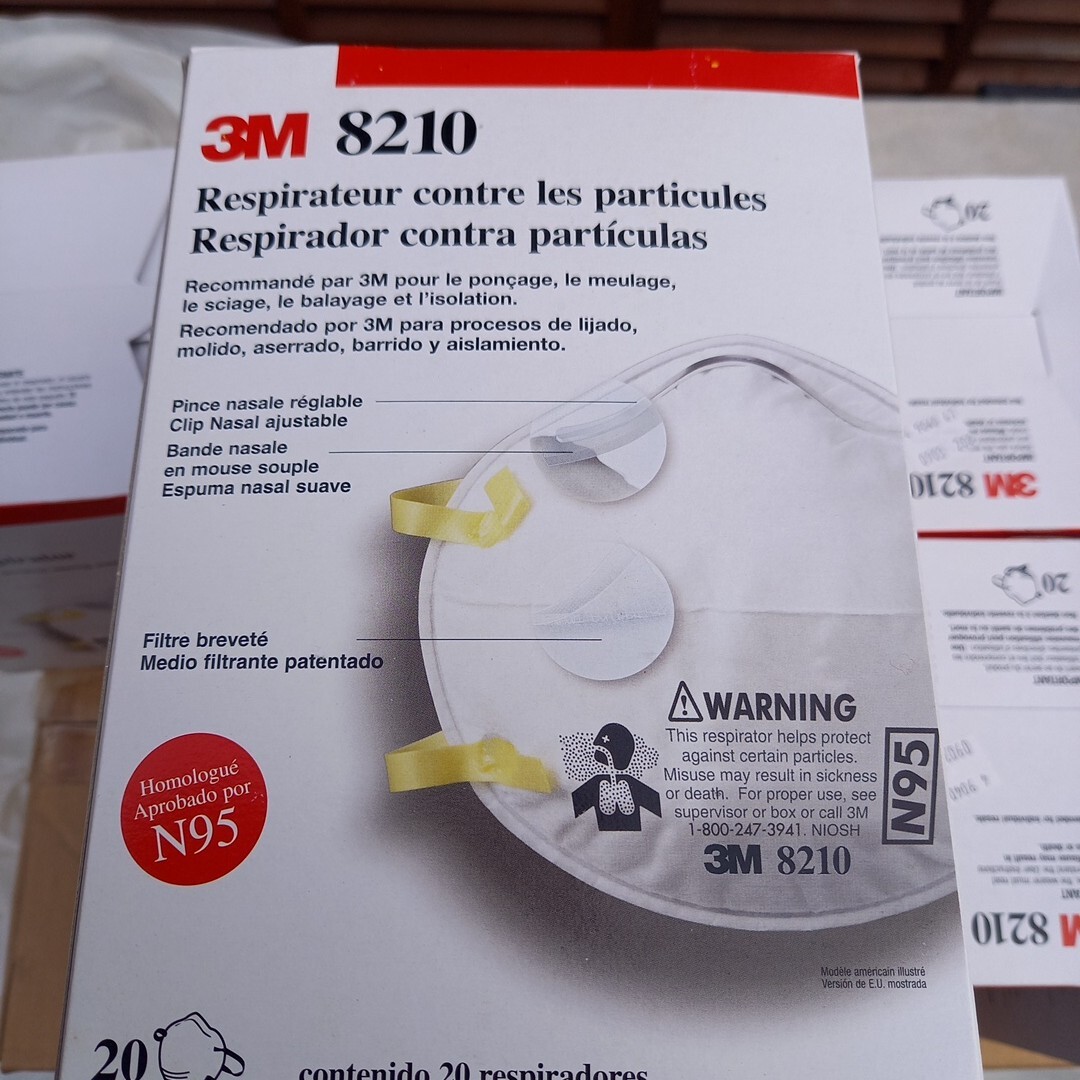 3M 8210
Respirateur contre les particules
Respirador contra partículas
Recommandé par 3M pour le ponçage, le meulage,
le sciage, le balayage et l'isolation.
Recomendado por 3M para procesos de lijado,
molido, aserrado, barrido y aislamiento.
Pince nasale réglable
Clip Nasal ajustable
Bande nasale
en mouse souple
Espuma nasal suave
Filtre breveté
Medio filtrante patentado
Homologué
Aprobado por
N95
WARNING
This respirator helps protect
against certain particles.
Misuse may result in sickness
or death. For proper use, see
supervisor or box or call 3M
1-800-247-3941. NIOSH
3M 8210
N95
Modèle américain illustré
Versión de E.U. mostrada
20
contenido 20 respiradores
20
3M 8210
20
3M 8210